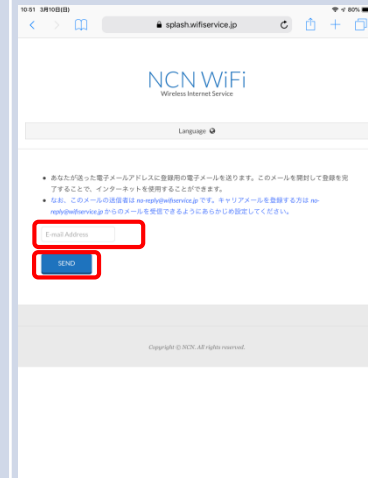 10:51 3月10日(日) 80%
splash.wifiservice.jp
NCN WiFi
Wireless Internet Service
Language
あなたが送った電子メールアドレスに登録用の電子メールを送ります。このメールを開封して登録を完
了することで、インターネットを使用することができます。
なお、このメールの送信者は no-reply@wifiservice.jp です。キャリアメールを登録する方は no-
reply@wifiservice.jp からのメールを受信できるようにあらかじめ設定してください。
E-mail Address
SEND
Copyright © NCN. All rights reserved.